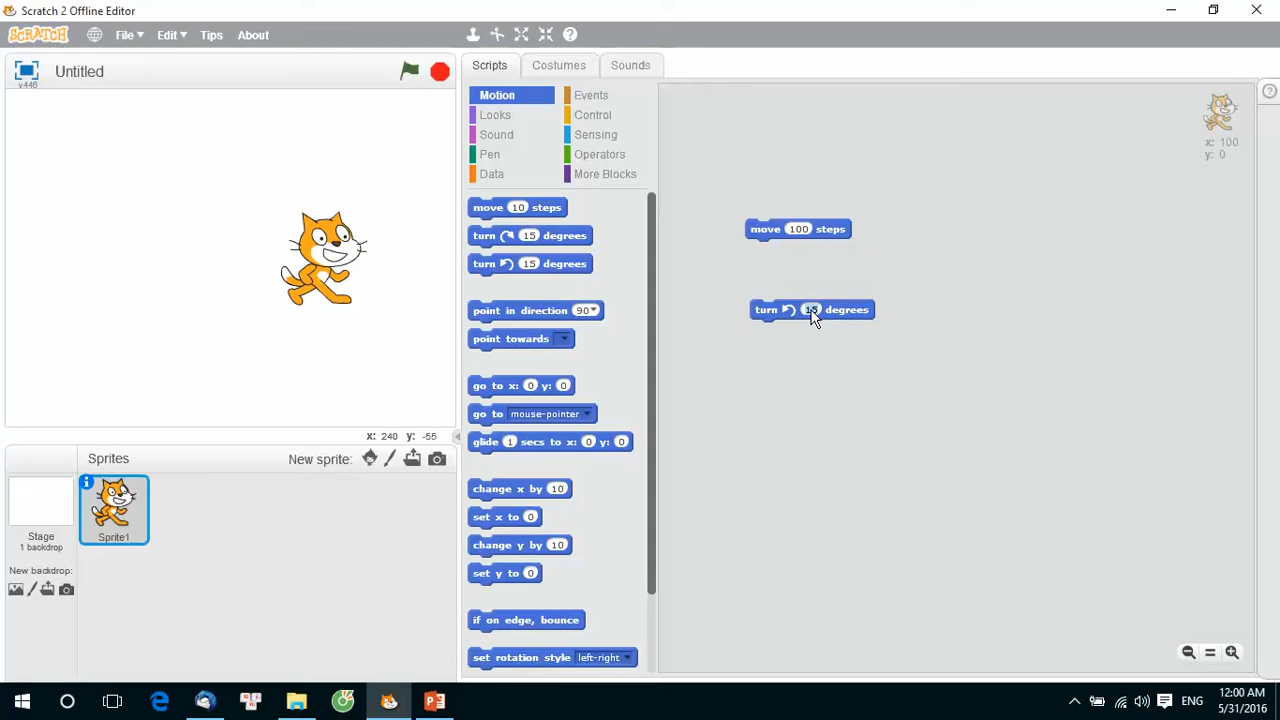 Scratch 2 Offline Editor
SCRATCH File Edit Tips About
v446 Untitled
Scripts Costumes Sounds
Motion Events
Looks Control
Sound Sensing
Pen Operators
Data More Blocks
move 10 steps
turn 15 degrees
turn 15 degrees
point in direction 90
point towards
go to x: 0 y: 0
go to mouse-pointer
glide 1 secs to x: 0 y: 0
change x by 10
set x to 0
change y by 10
set y to 0
if on edge, bounce
set rotation style left-right
move 100 steps
turn 15 degrees
x: 100
y: 0
x: 240 y: -55
Sprites New sprite:
Stage
1 backdrop
New backdrop:
Sprite1
ENG
12:00 AM
5/31/2016